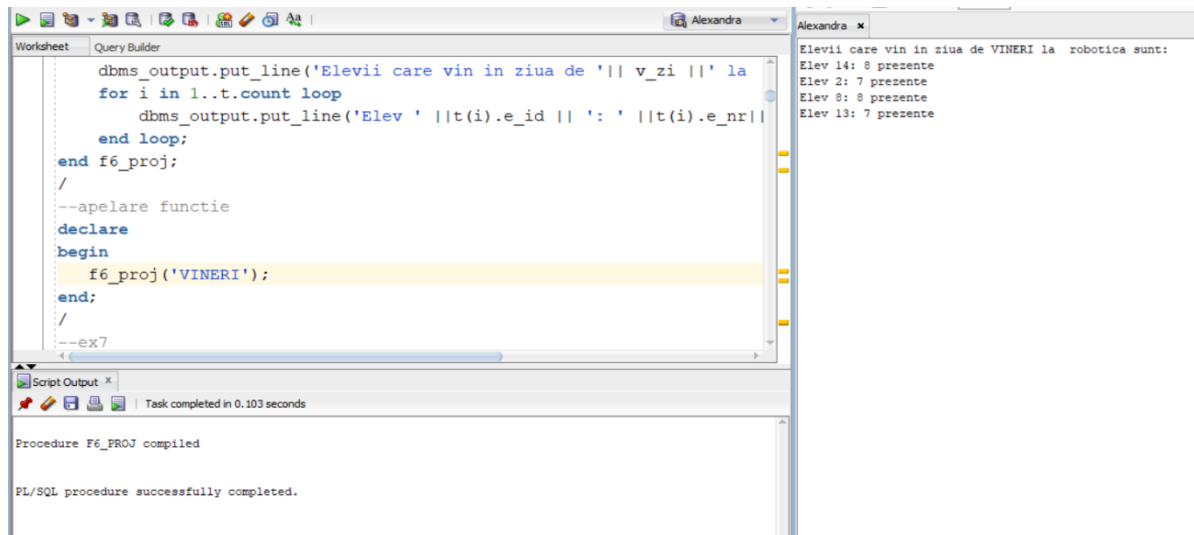 Alexandra
Worksheet Query Builder
dbms_output.put_line('Elevii care vin in ziua de '|| v_zi ||' la
for i in 1..t.count loop
dbms_output.put_line('Elev ' ||t(i).e_id || ': ' ||t(i).e_nr||
end loop;
end f6_proj;
/
--apelare functie
declare
begin
f6_proj('VINERI');
end;
/
--ex7
Script Output x
Task completed in 0.103 seconds
Procedure F6_PROJ compiled
PL/SQL procedure successfully completed.
Alexandra x
Elevii care vin in ziua de VINERI la  robotica sunt:
Elev 14: 8 prezente
Elev 2: 7 prezente
Elev 8: 8 prezente
Elev 13: 7 prezente